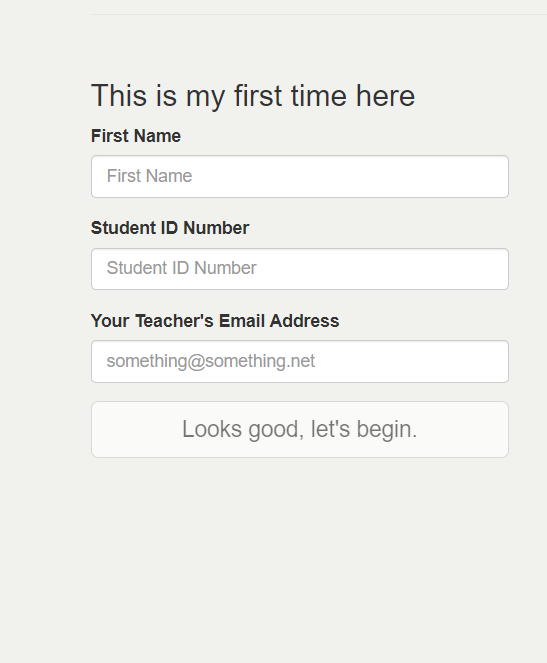 This is my first time here
First Name
First Name
Student ID Number
Student ID Number
Your Teacher's Email Address
something@something.net
Looks good, let's begin.